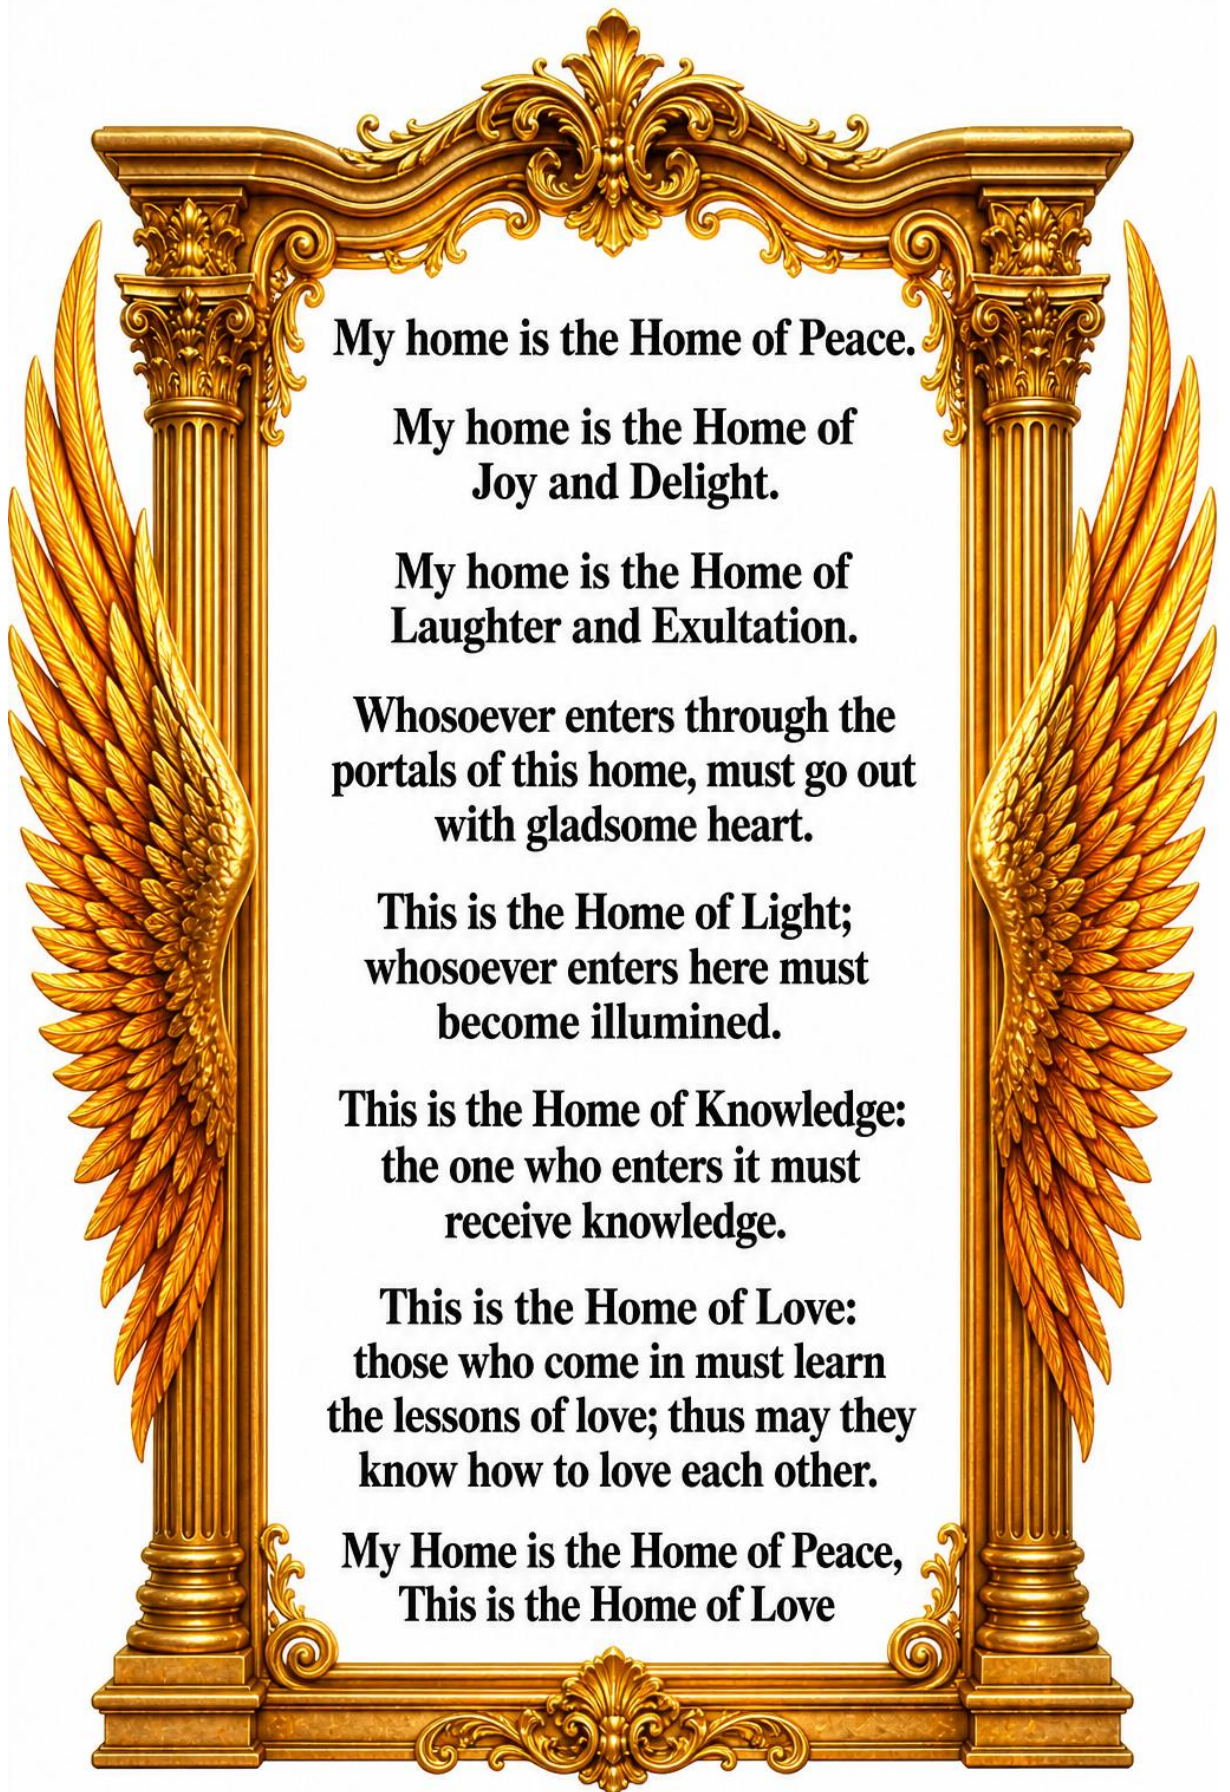 My home is the Home of Peace.
My home is the Home of
Joy and Delight.
My home is the Home of
Laughter and Exultation.
Whosoever enters through the
portals of this home, must go out
with gladsome heart.
This is the Home of Light;
whosoever enters here must
become illumined.
This is the Home of Knowledge:
the one who enters it must
receive knowledge.
This is the Home of Love:
those who come in must learn
the lessons of love; thus may they
know how to love each other.
My Home is the Home of Peace,
This is the Home of Love